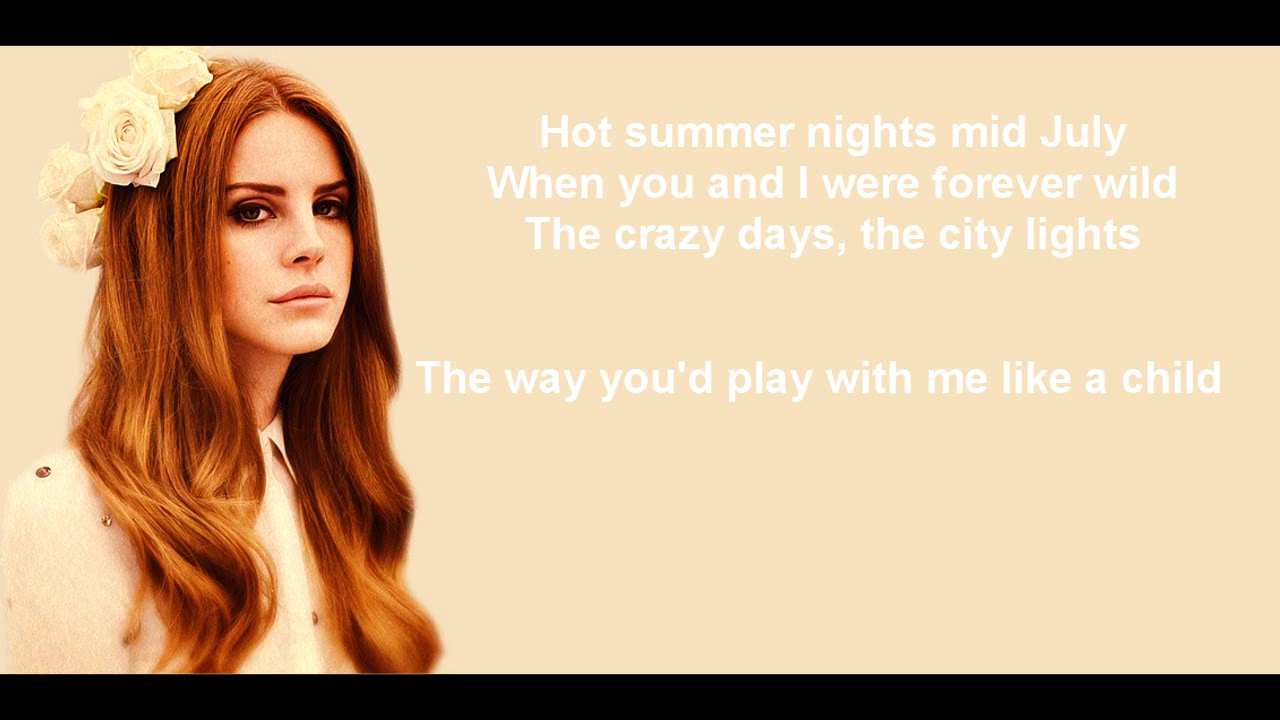 Hot summer nights mid July
When you and I were forever wild
The crazy days, the city lights
The way you'd play with me like a child